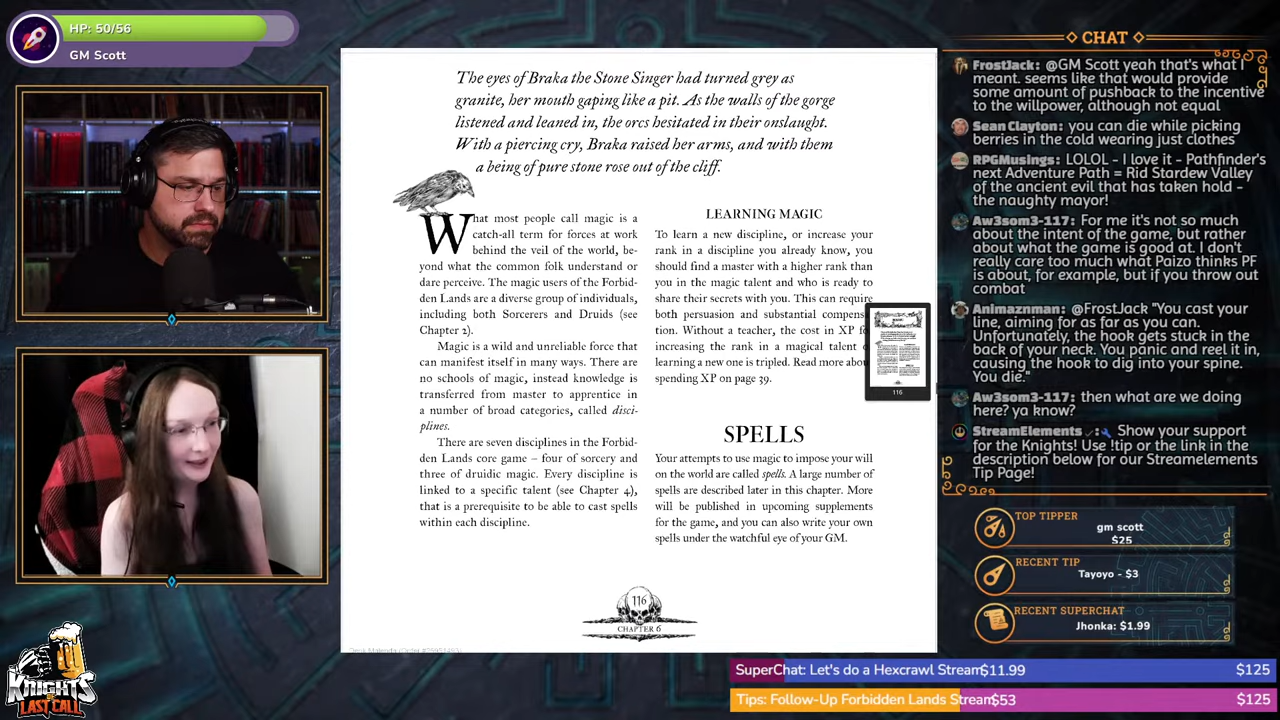 HP: 50/56
GM Scott
The eyes of Braka the Stone Singer had turned grey as
granite, her mouth gaping like a pit. As the walls of the gorge
listened and leaned in, the orcs hesitated in their onslaught.
With a piercing cry, Braka raised her arms, and with them
a being of pure stone rose out of the cliff.
What most people call magic is a
catch-all term for forces at work
behind the veil of the world, be-
yond what the common folk understand or
dare perceive. The magic users of the Forbid-
den Lands are a diverse group of individuals,
including both Sorcerers and Druids (see
Chapter 2).
Magic is a wild and unreliable force that
can manifest itself in many ways. There are
no schools of magic, instead knowledge is
transferred from master to apprentice in
a number of broad categories, called disci-
plines.
There are seven disciplines in the Forbid-
den Lands core game – four of sorcery and
three of druidic magic. Every discipline is
linked to a specific talent (see Chapter 4),
that is a prerequisite to be able to cast spells
within each discipline.
LEARNING MAGIC
To learn a new discipline, or increase your
rank in a discipline you already know, you
should find a master with a higher rank than
you in the magic talent and who is ready to
share their secrets with you. This can require
both persuasion and substantial compensa
tion. Without a teacher, the cost in XP
increasing the rank in a magical talent
learning a new one is tripled. Read more abou
spending XP on page 39.
SPELLS
Your attempts to use magic to impose your will
on the world are called spells. A large number of
spells are described later in this chapter. More
will be published in upcoming supplements
for the game, and you can also write your own
spells under the watchful eye of your GM.
116
CHAPTER 6
MAGIC
116
CHAT
FrostJack: @GM Scott yeah that's what I
meant. seems like that would provide
some amount of pushback to the incentive
to the willpower, although not equal
Sean Clayton: you can die while picking
berries in the cold wearing just clothes
RPGMusings: LOLOL - I love it - Pathfinder's
next Adventure Path = Rid Stardew Valley
of the ancient evil that has taken hold -
the naughty mayor!
Aw3som3-117: For me it's not so much
about the intent of the game, but rather
about what the game is good at. I don't
really care too much what Paizo thinks PF
is about, for example, but if you throw out
combat
Animaznman: @FrostJack "You cast your
line, aiming for as far as you can.
Unfortunately the hook gets stuck in the
back of your neck. You panic and reel it in,
causing the hook to dig into your spine.
You die."
Aw3som3-117: then what are we doing
here? ya know?
StreamElements: Show your support
for the Knights! Use !tip or the link in the
description below for our Streamelements
Tip Page!
TOP TIPPER
gm scott
$25
RECENT TIP
Tayoyo - $3
RECENT SUPERCHAT
Jhonka: $1.99
KNIGHTS
LAST CALL
SuperChat: Let's do a Hexcrawl Stream $11.99 $125
Tips: Follow-Up Forbidden Lands Stream $53 $125